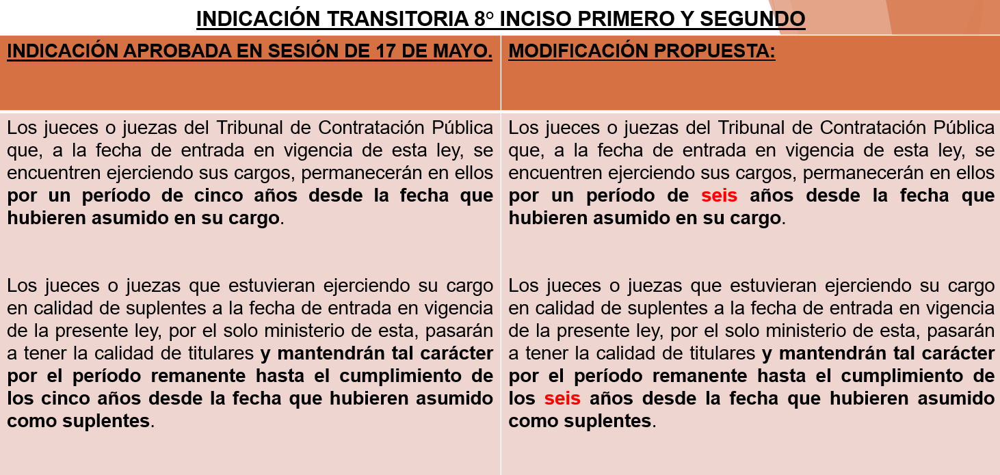 INDICACIÓN TRANSITORIA 8° INCISO PRIMERO Y SEGUNDO
INDICACIÓN APROBADA EN SESIÓN DE 17 DE MAYO.
Los jueces o juezas del Tribunal de Contratación Pública
que, a la fecha de entrada en vigencia de esta ley, se
encuentren ejerciendo sus cargos, permanecerán en ellos
por un período de cinco años desde la fecha que
hubieren asumido en su cargo.
Los jueces o juezas que estuvieran ejerciendo su cargo
en calidad de suplentes a la fecha de entrada en vigencia
de la presente ley, por el solo ministerio de esta, pasarán
a tener la calidad de titulares y mantendrán tal carácter
por el período remanente hasta el cumplimiento de
los cinco años desde la fecha que hubieren asumido
como suplentes.
MODIFICACIÓN PROPUESTA:
Los jueces o juezas del Tribunal de Contratación Pública
que, a la fecha de entrada en vigencia de esta ley, se
encuentren ejerciendo sus cargos, permanecerán en ellos
por un período de seis años desde la fecha que
hubieren asumido en su cargo.
Los jueces o juezas que estuvieran ejerciendo su cargo
en calidad de suplentes a la fecha de entrada en vigencia
de la presente ley, por el solo ministerio de esta, pasarán
a tener la calidad de titulares y mantendrán tal carácter
por el período remanente hasta el cumplimiento de
los seis años desde la fecha que hubieren asumido
como suplentes.